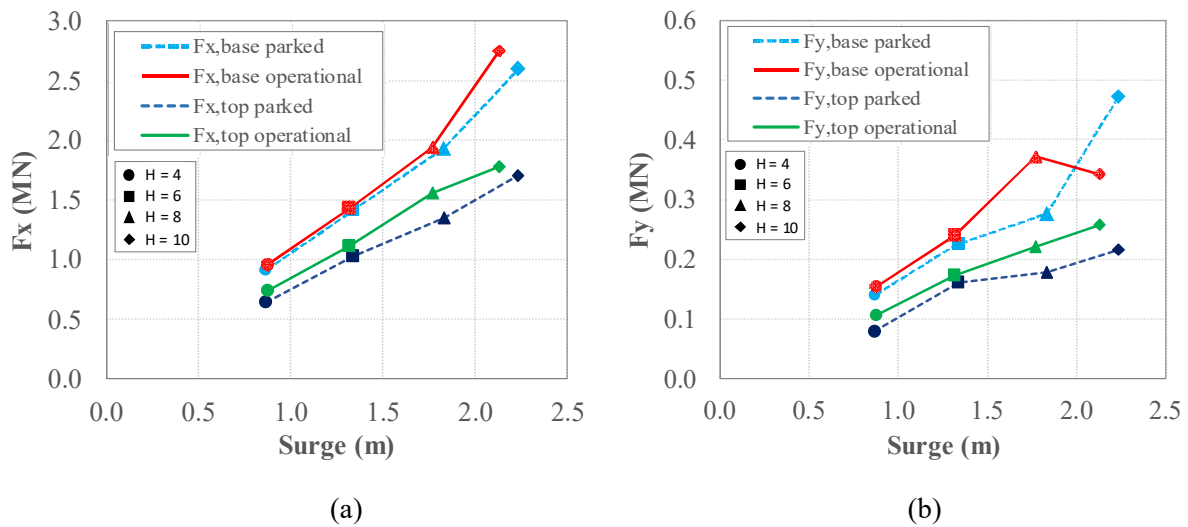 3.0
2.5
2.0
1.5
1.0
0.5
0.0
Fx (MN)
Fx,base parked
Fx,base operational
Fx,top parked
Fx,top operational
H = 4
H = 6
H = 8
H = 10
0.0 0.5 1.0 1.5 2.0 2.5
Surge (m)
(a)
0.6
0.5
0.4
0.3
0.2
0.1
0.0
Fy (MN)
Fy,base parked
Fy,base operational
Fy,top parked
Fy,top operational
H = 4
H = 6
H = 8
H = 10
0.0 0.5 1.0 1.5 2.0 2.5
Surge (m)
(b)